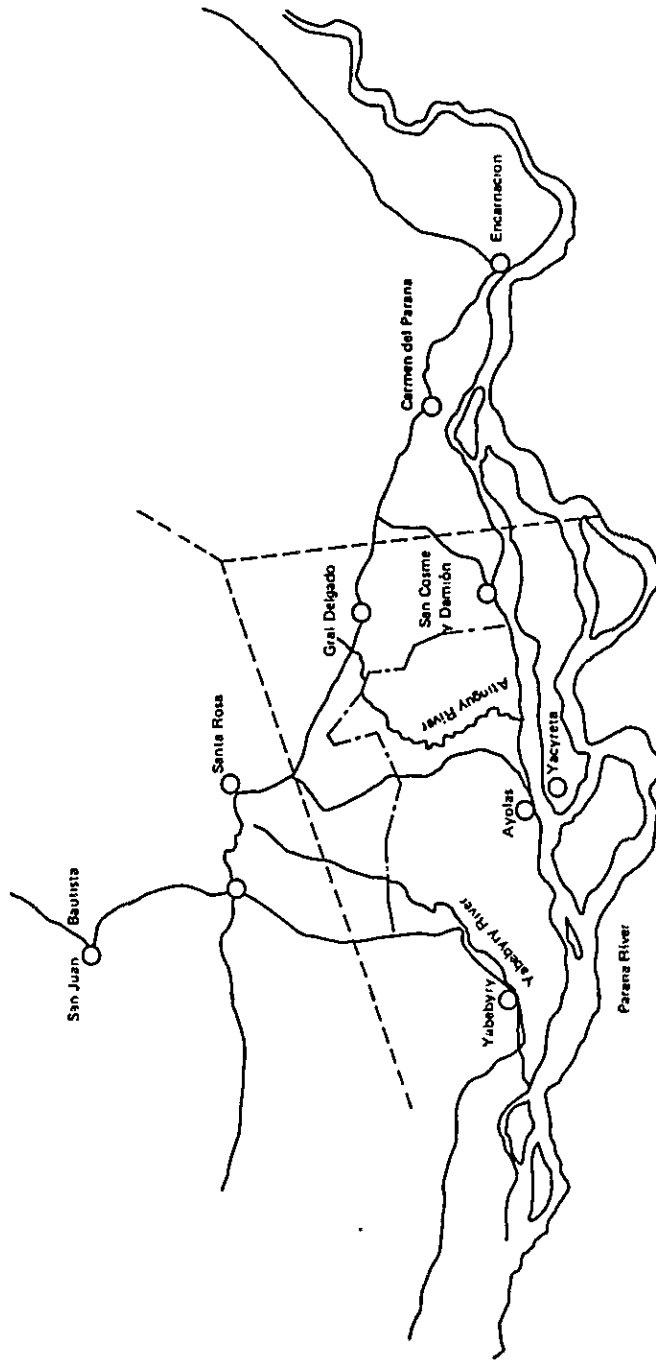 San Juan
Bautista
Santa Rosa
Gral Delgado
Carmen del Parana
Encarnacion
San Cosme
y Damión
Atinguy River
Yabebyry River
Yabebyry
Ayolas
Yacyreta
Parana River